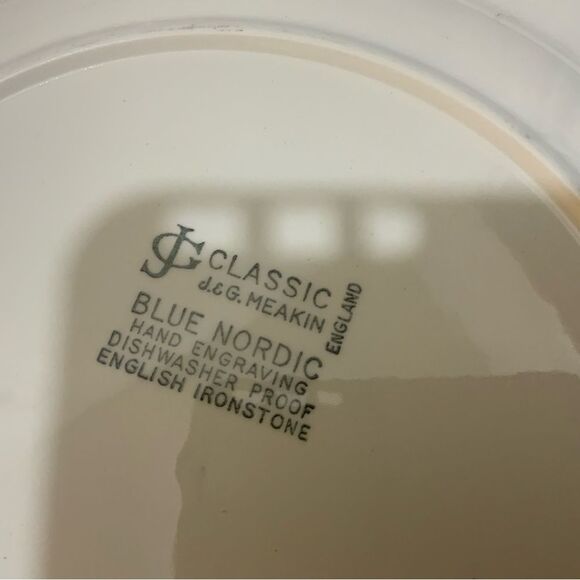 JG CLASSIC
J.&G. MEAKIN
ENGLAND
BLUE NORDIC
HAND ENGRAVING
DISHWASHER PROOF
ENGLISH IRONSTONE